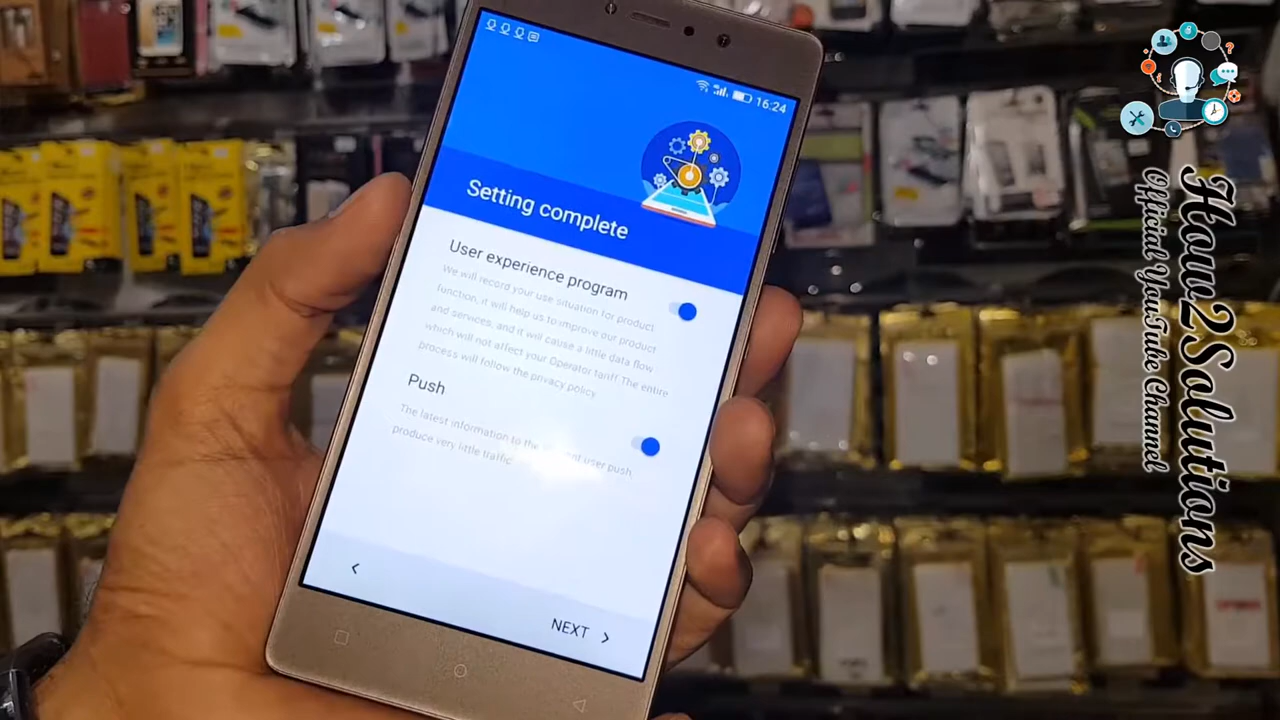 16:24
Setting complete
User experience program
We will record your use situation for product
function, it will help us to improve our product
and services, and it will cause a little data flow
which will not affect your Operator tariff The entire
process will follow the privacy policy.
Push
The latest information to the user push,
produce very little traffic
NEXT
How2Solutions
Official YouTube Channel